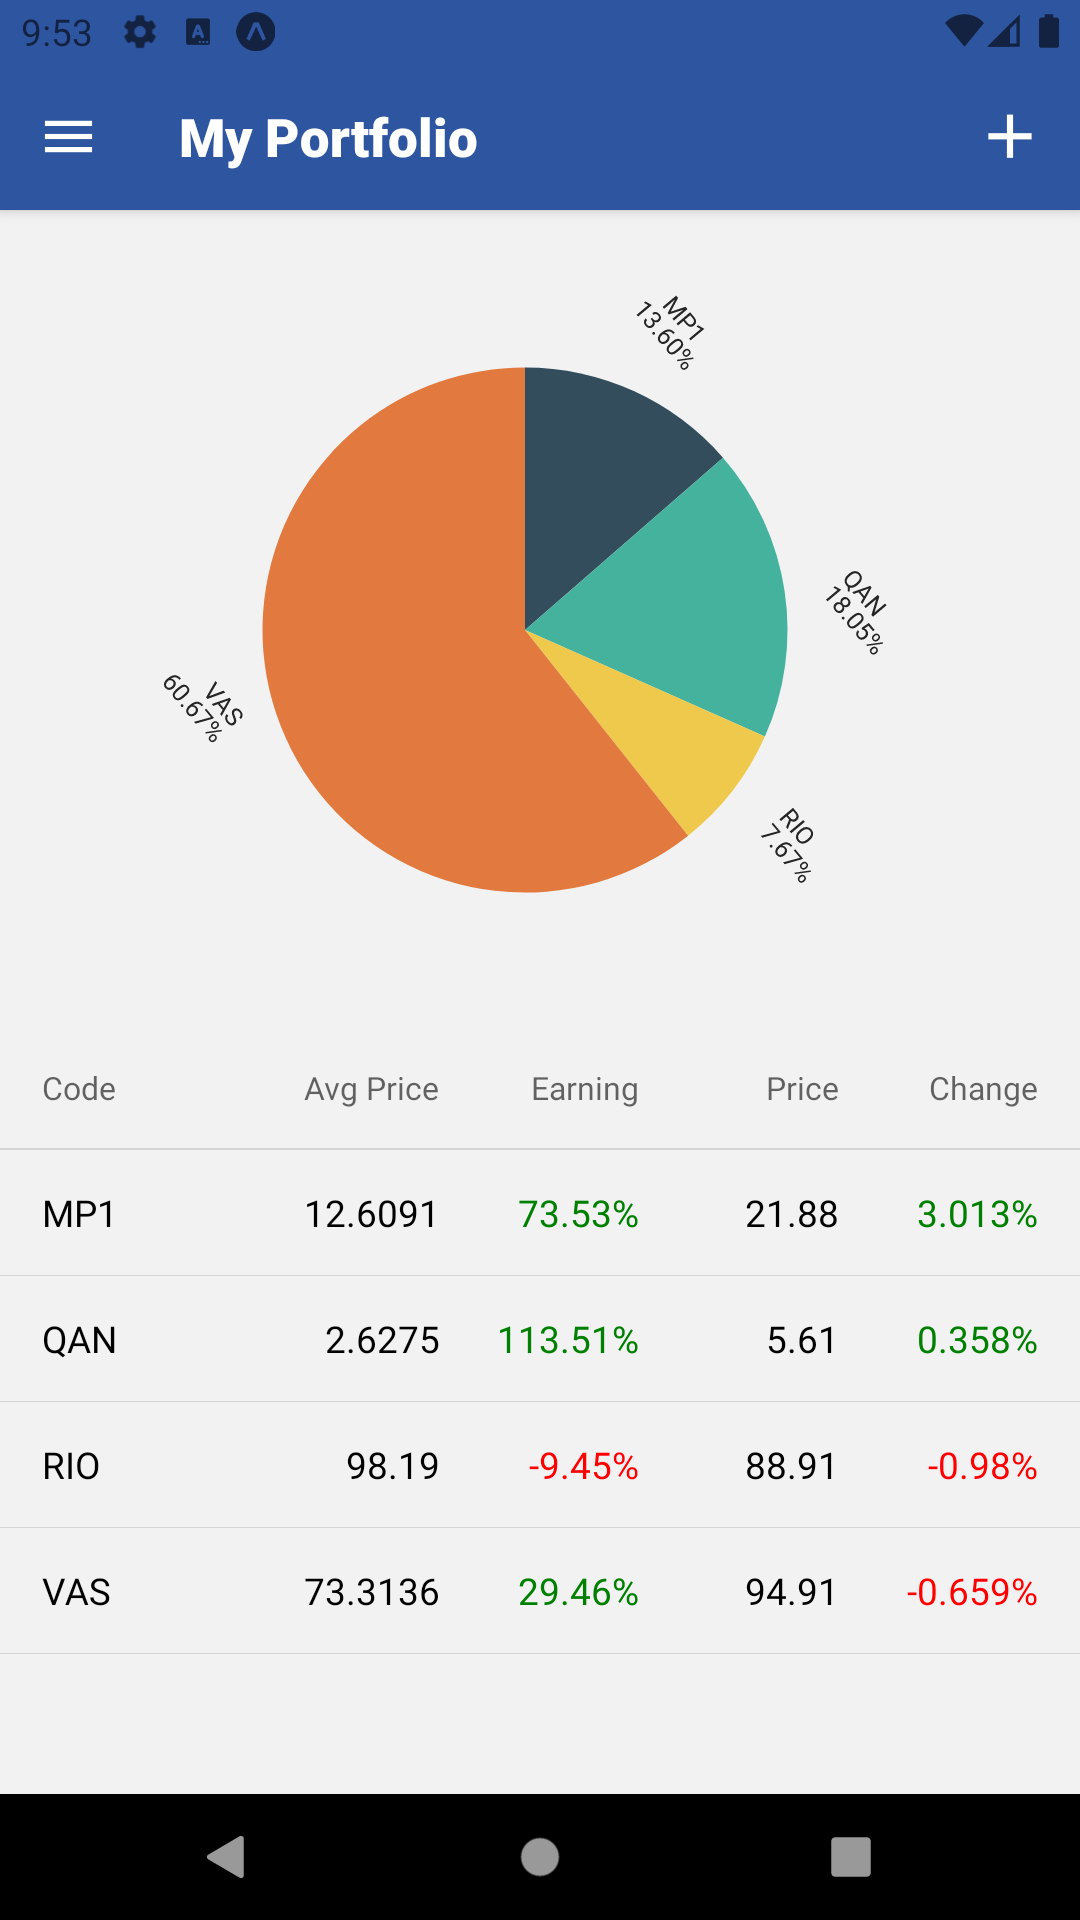 9:53
My Portfolio
MP1
13.60%
QAN
18.05%
VAS
60.67%
RIO
7.67%
Code Avg Price Earning Price Change
MP1 12.6091 73.53% 21.88 3.013%
QAN 2.6275 113.51% 5.61 0.358%
RIO 98.19 -9.45% 88.91 -0.98%
VAS 73.3136 29.46% 94.91 -0.659%